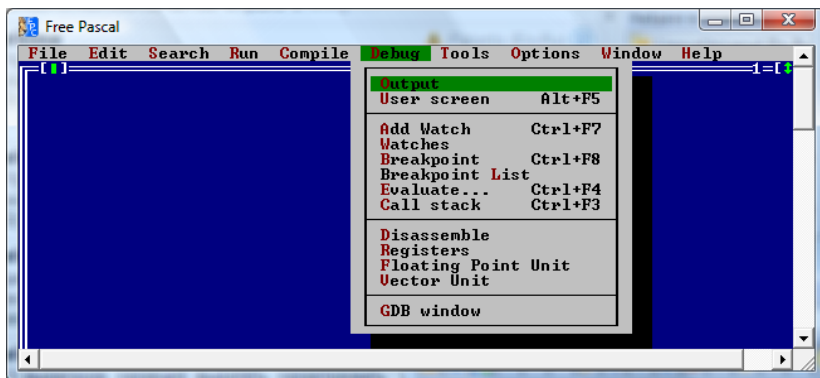 Free Pascal
File Edit Search Run Compile Debug Tools Options Window Help
1
Output
User screen Alt+F5
Add Watch Ctrl+F7
Watches
Breakpoint Ctrl+F8
Breakpoint List
Evaluate... Ctrl+F4
Call stack Ctrl+F3
Disassemble
Registers
Floating Point Unit
Vector Unit
GDB window